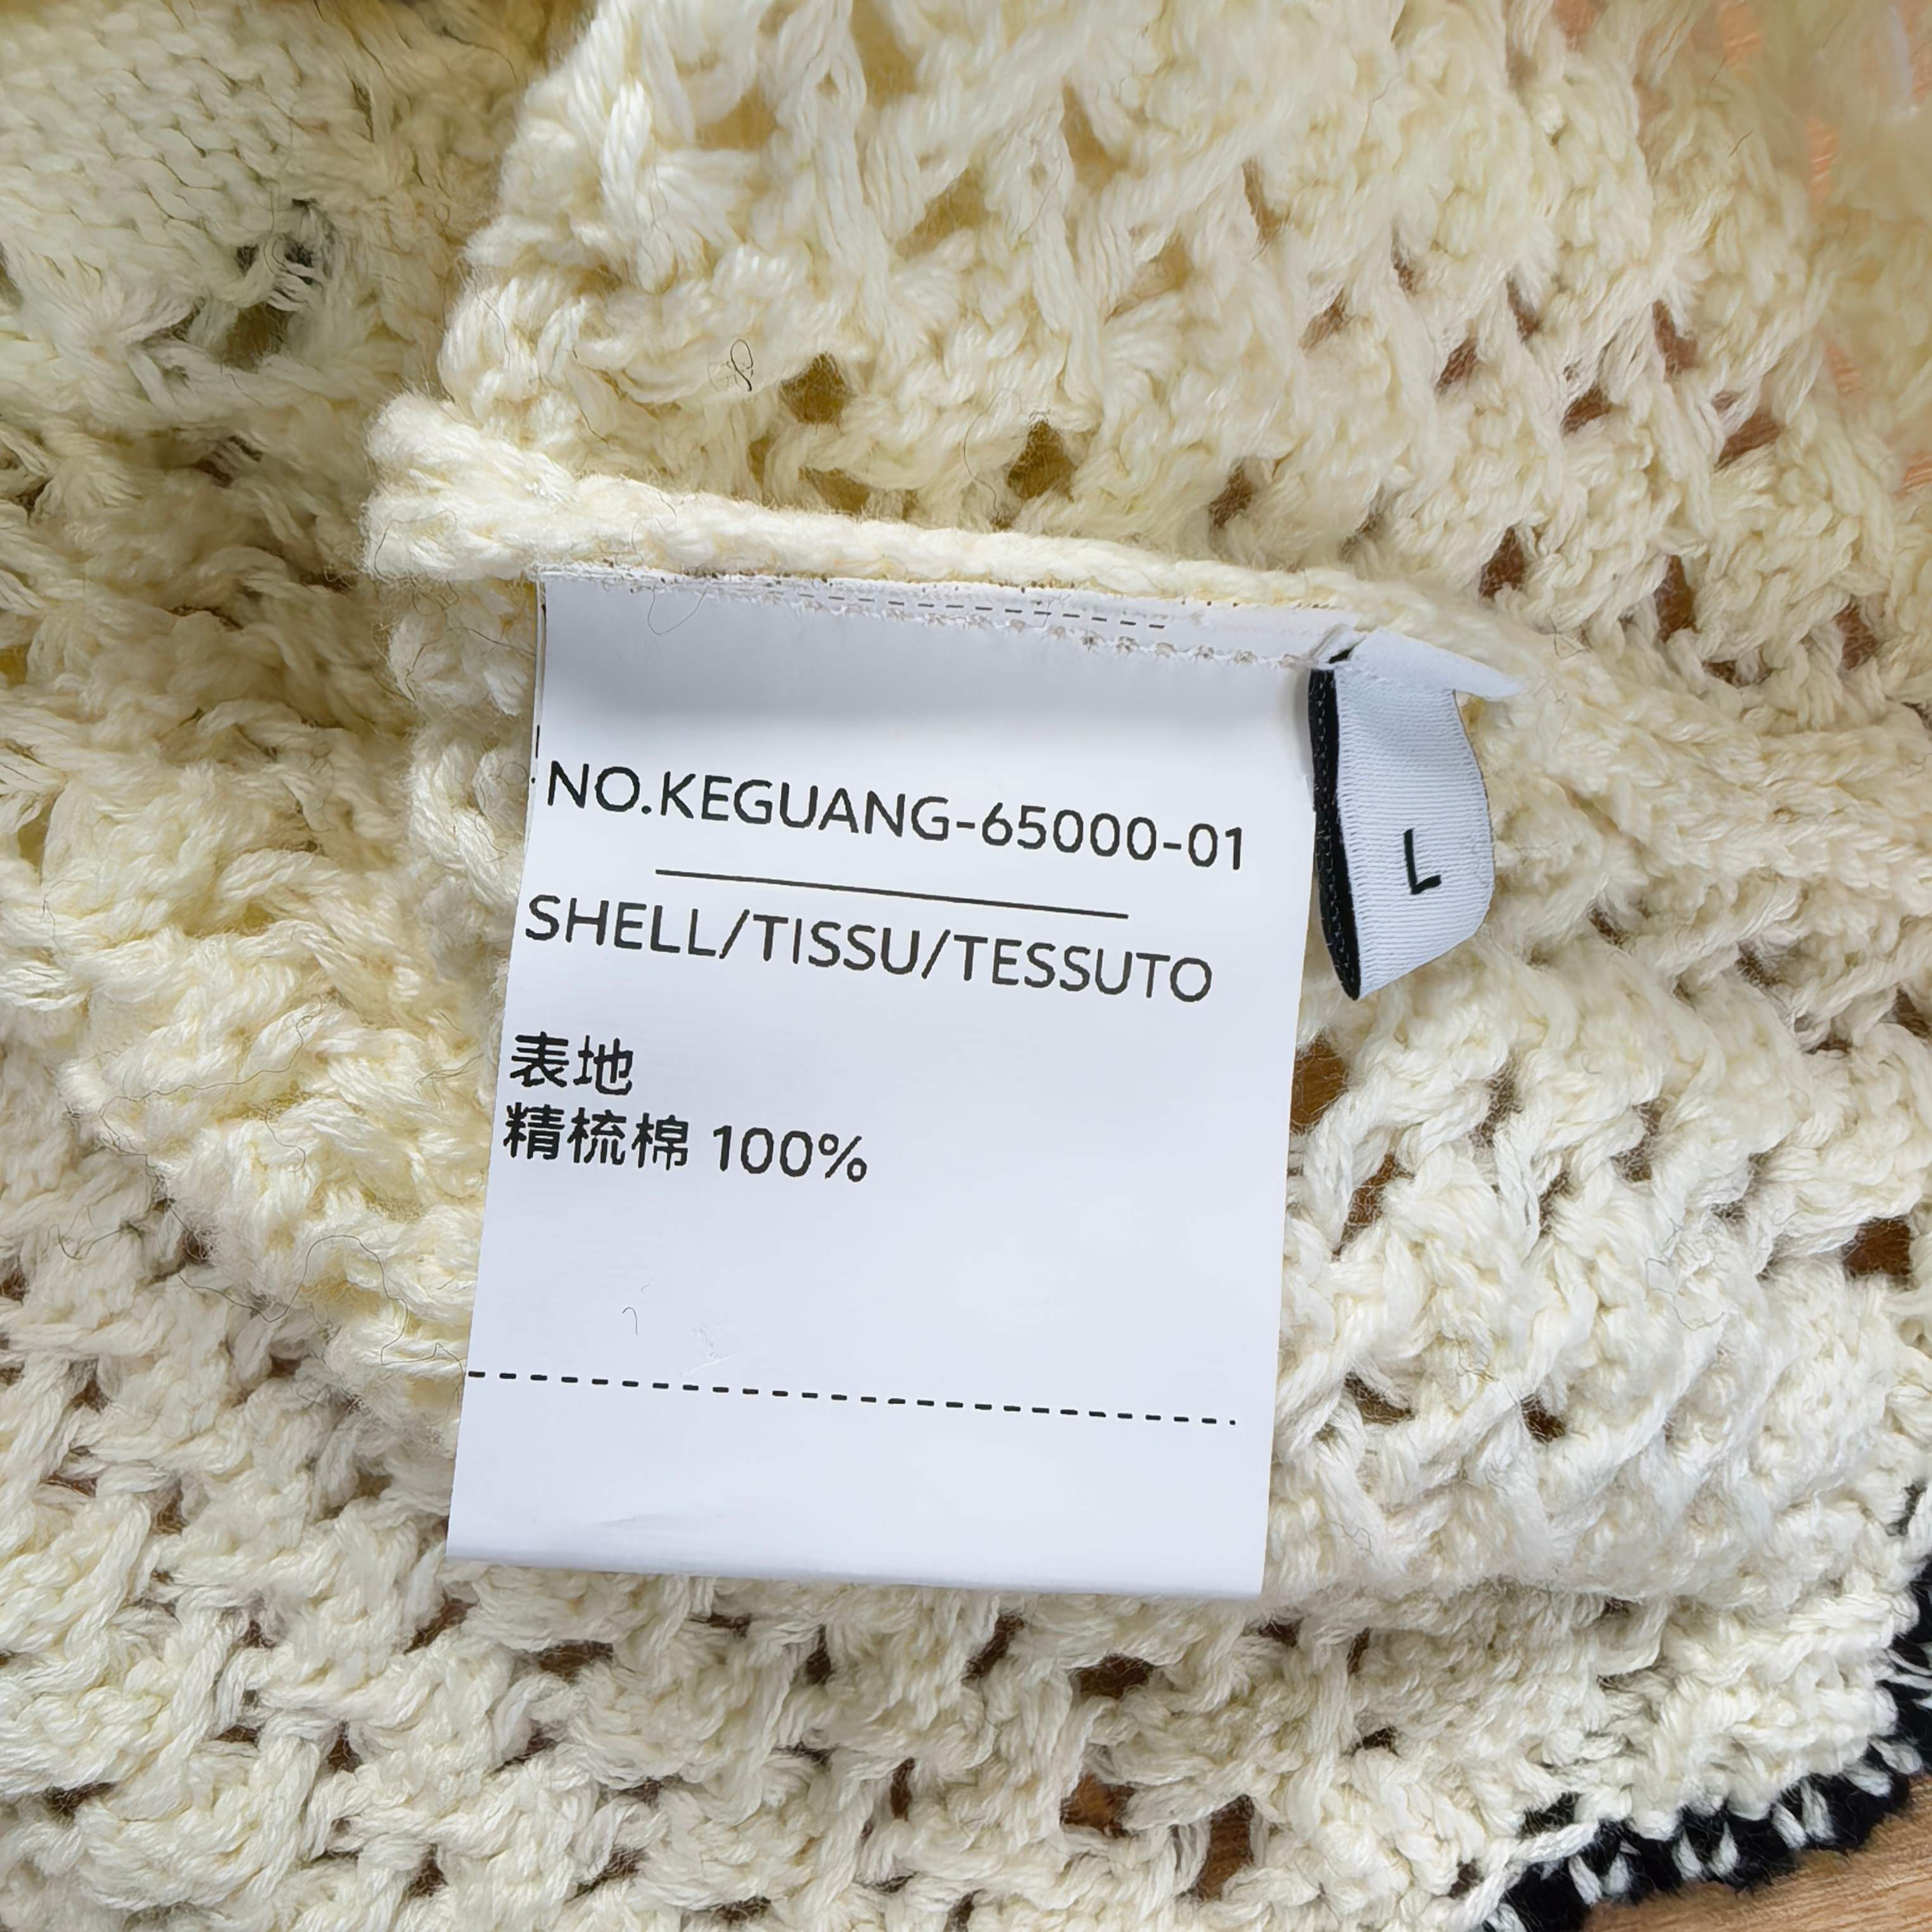 NO.KEGUANG-65000-01
SHELL/TISSU/TESSUTO
表地
精梳棉 100%
L